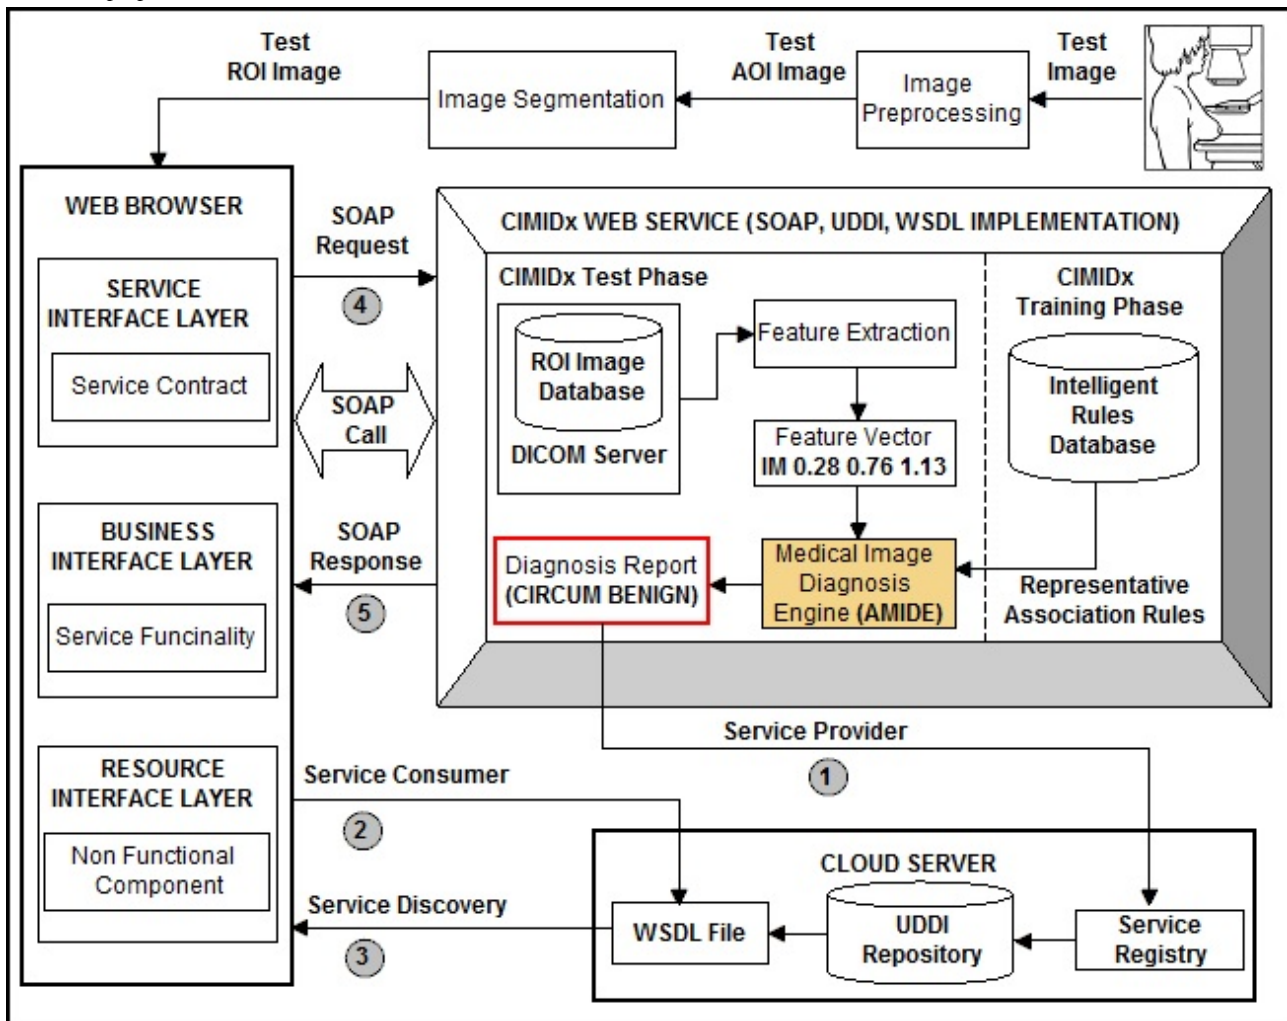 Test
ROI Image
Image Segmentation
Test
AOI Image
Image
Preprocessing
Test
Image
WEB BROWSER
SERVICE
INTERFACE LAYER
Service Contract
BUSINESS
INTERFACE LAYER
Service Funcinality
RESOURCE
INTERFACE LAYER
Non Functional
Component
SOAP
Request
4
SOAP
Call
SOAP
Response
5
CIMIDx WEB SERVICE (SOAP, UDDI, WSDL IMPLEMENTATION)
CIMIDx Test Phase
ROI Image
Database
DICOM Server
Feature Extraction
Feature Vector
IM 0.28 0.76 1.13
Medical Image
Diagnosis
Engine (AMIDE)
Diagnosis Report
(CIRCUM BENIGN)
CIMIDx
Training Phase
Intelligent
Rules
Database
Representative
Association Rules
Service Provider
1
Service Consumer
2
Service Discovery
3
CLOUD SERVER
WSDL File
UDDI
Repository
Service
Registry